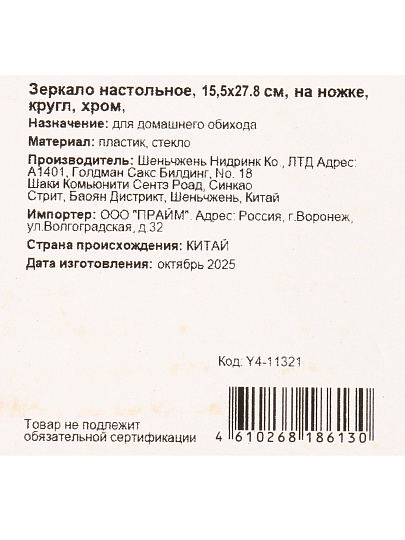 Зеркало настольное, 15,5х27.8 см, на ножке,
кругл, хром,
Назначение: для домашнего обихода
Материал: пластик, стекло
Производитель: Шеньчжень Нидринк Ко., ЛТД Адрес:
А1401, Голдман Сакс Билдинг, No. 18
Шаки Комьюнити Сентэ Роад, Синкао
Стрит, Баоян Дистрикт, Шеньчжень, Китай
Импортер: ООО "ПРАЙМ". Адрес: Россия, г.Воронеж,
ул.Волгоградская, д.32
Страна происхождения: КИТАЙ
Дата изготовления: октябрь 2025
Код: Y4-11321
Товар не подлежит
обязательной сертификации
4 610268 186130